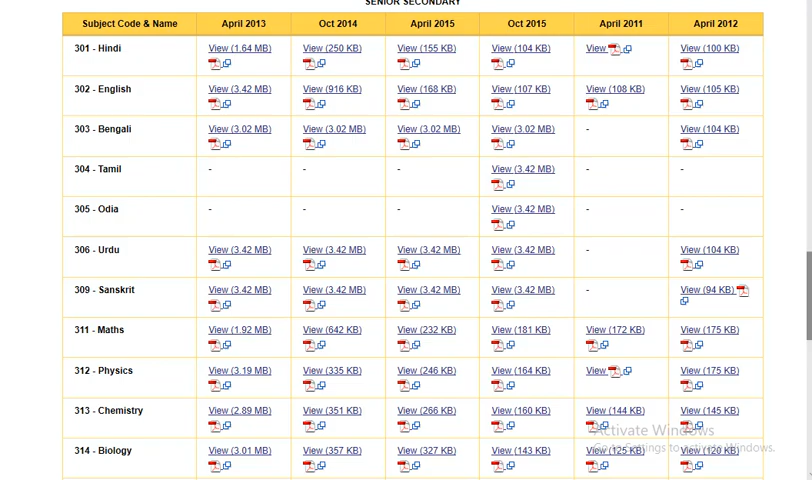 SENIOR SECONDARY
Subject Code & Name April 2013 Oct 2014 April 2015 Oct 2015 April 2011 April 2012
301 - Hindi View (1.64 MB) View (250 KB) View (155 KB) View (104 KB) View View (100 KB)
302 - English View (3.42 MB) View (916 KB) View (168 KB) View (107 KB) View (108 KB) View (105 KB)
303 - Bengali View (3.02 MB) View (3.02 MB) View (3.02 MB) View (3.02 MB) - View (104 KB)
304 - Tamil - - - View (3.42 MB) - -
305 - Odia - - - View (3.42 MB) - -
306 - Urdu View (3.42 MB) View (3.42 MB) View (3.42 MB) View (3.42 MB) - View (104 KB)
309 - Sanskrit View (3.42 MB) View (3.42 MB) View (3.42 MB) View (3.42 MB) - View (94 KB)
311 - Maths View (1.92 MB) View (642 KB) View (232 KB) View (181 KB) View (172 KB) View (175 KB)
312 - Physics View (3.19 MB) View (335 KB) View (246 KB) View (164 KB) View View (175 KB)
313 - Chemistry View (2.89 MB) View (351 KB) View (266 KB) View (160 KB) View (144 KB) View (145 KB)
Activate Windows
Go to Settings to activate Windows.
314 - Biology View (3.01 MB) View (357 KB) View (327 KB) View (143 KB) View (125 KB) View (120 KB)